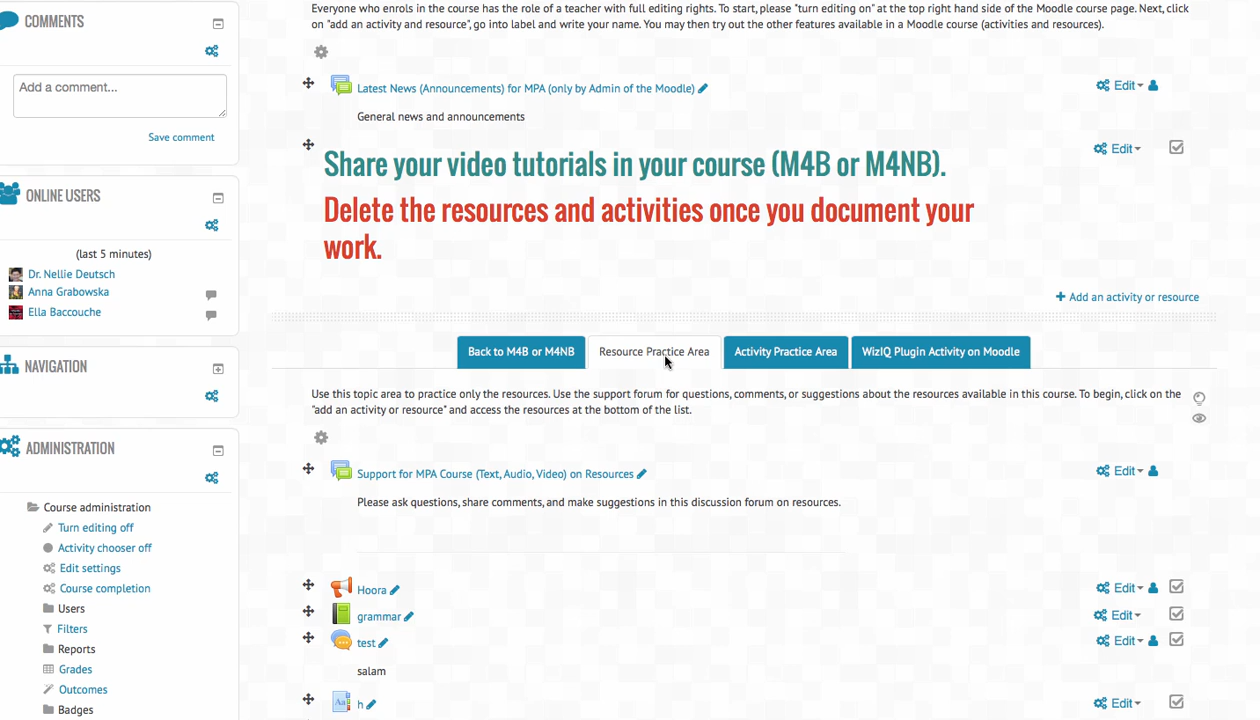 COMMENTS
Add a comment...
Save comment
ONLINE USERS
(last 5 minutes)
Dr. Nellie Deutsch
Anna Grabowska
Ella Baccouche
NAVIGATION
ADMINISTRATION
Course administration
Turn editing off
Activity chooser off
Edit settings
Course completion
Users
Filters
Reports
Grades
Outcomes
Badges
Everyone who enrols in the course has the role of a teacher with full editing rights. To start, please "turn editing on" at the top right hand side of the Moodle course page. Next, click
on "add an activity and resource", go into label and write your name. You may then try out the other features available in a Moodle course (activities and resources).
Latest News (Announcements) for MPA (only by Admin of the Moodle) Edit
General news and announcements
Edit
Share your video tutorials in your course (M4B or M4NB).
Delete the resources and activities once you document your
work.
Add an activity or resource
Back to M4B or M4NB Resource Practice Area Activity Practice Area WizIQ Plugin Activity on Moodle
Use this topic area to practice only the resources. Use the support forum for questions, comments, or suggestions about the resources available in this course. To begin, click on the
"add an activity or resource" and access the resources at the bottom of the list.
Support for MPA Course (Text, Audio, Video) on Resources Edit
Please ask questions, share comments, and make suggestions in this discussion forum on resources.
Hoora Edit
grammar Edit
test Edit
salam
Aa h Edit